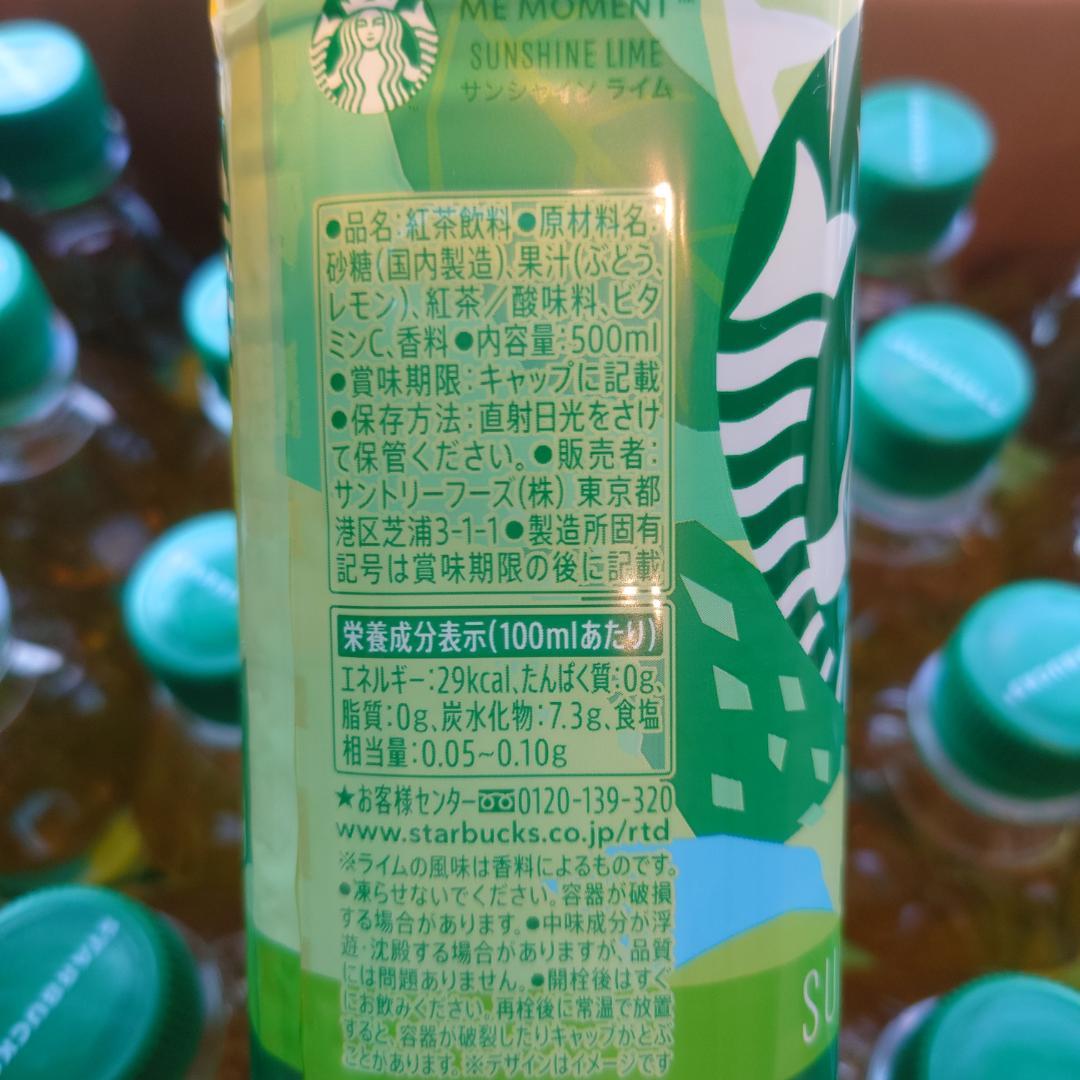 ME MOMENT™
SUNSHINE LIME
サンシャイン ライム
●品名:紅茶飲料●原材料名:
砂糖(国内製造)、果汁(ぶどう、
レモン)、紅茶/酸味料、ビタ
ミンC、香料●内容量:500ml
●賞味期限:キャップに記載
●保存方法:直射日光をさけ
て保管ください。●販売者:
サントリーフーズ(株) 東京都
港区芝浦3-1-1●製造所固有
記号は賞味期限の後に記載
栄養成分表示(100mlあたり)
エネルギー:29kcal、たんぱく質:0g、
脂質:0g、炭水化物:7.3g、食塩
相当量:0.05~0.10g
★お客様センター 0120-139-320
www.starbucks.co.jp/rtd
※ライムの風味は香料によるものです。
●凍らせないでください。容器が破損
する場合があります。●中味成分が浮
遊・沈殿する場合がありますが、品質
には問題ありません。●開栓後はすぐ
にお飲みください。再栓後に常温で放置
すると、容器が破裂したりキャップがとぶ
ことがあります。※デザインはイメージです
SU
STARBUCKS